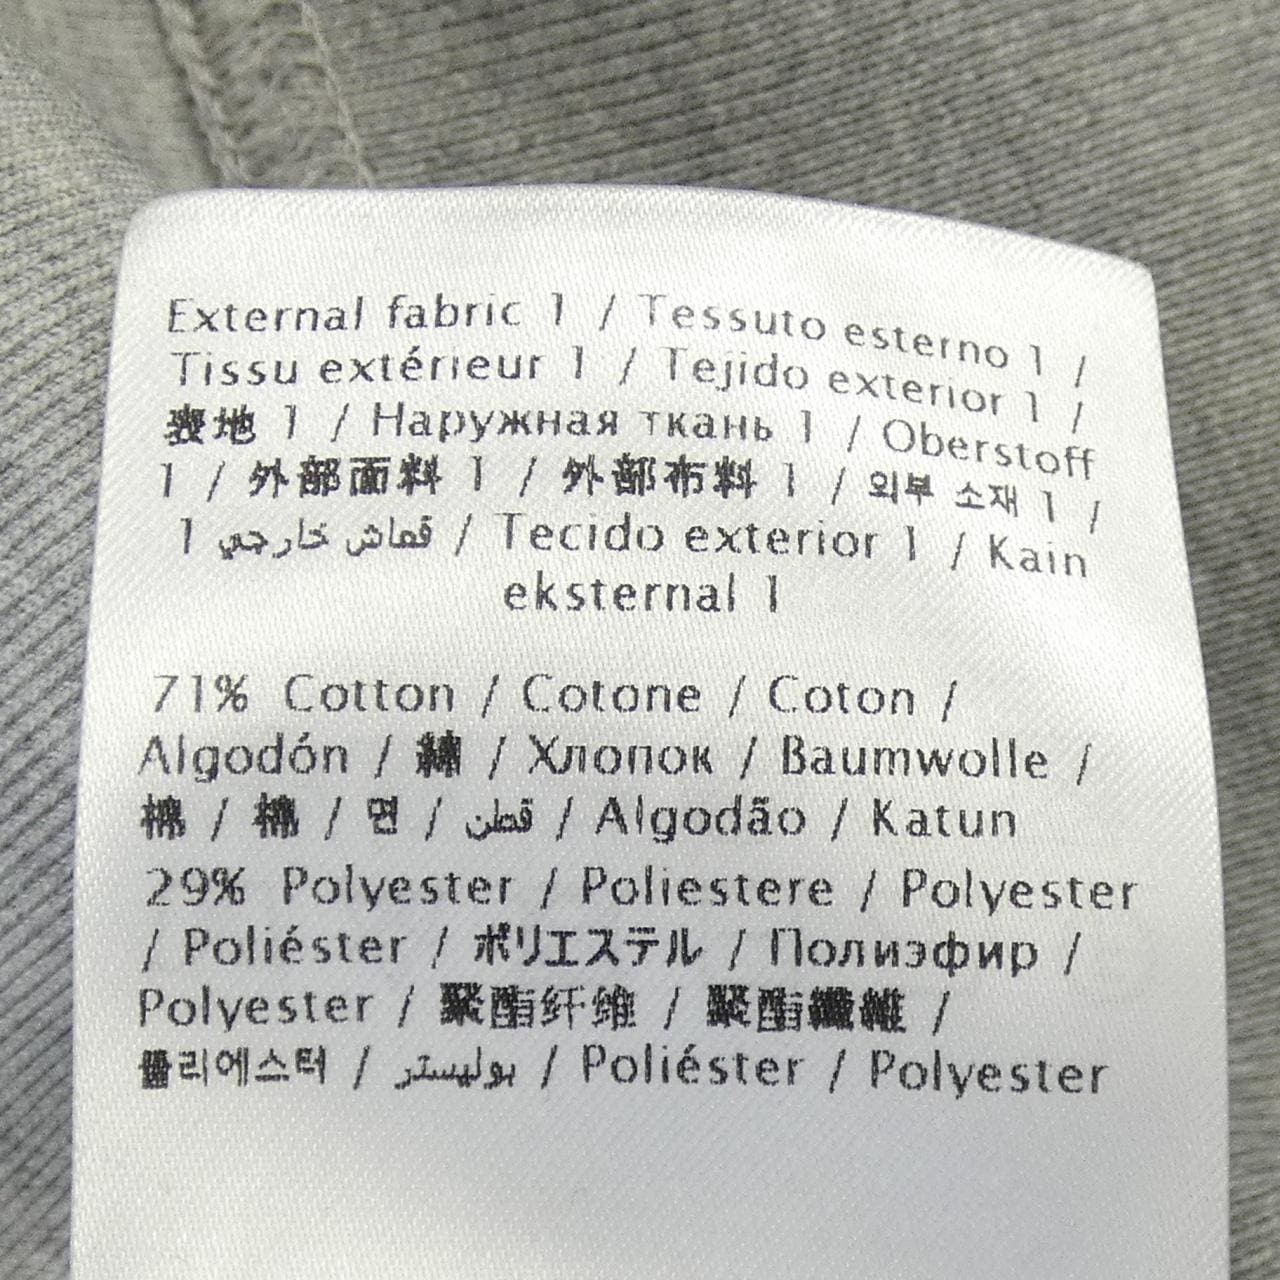 External fabric 1 / Tessuto esterno 1 /
Tissu extérieur 1 / Tejido exterior 1 /
表地 1 / Наружная ткань 1 / Oberstoff
1 / 外部面料 1 / 外部布料 1 / 외부 소재 1 /
قماش خارجي 1 / Tecido exterior 1 / Kain
eksternal 1
71% Cotton / Cotone / Coton /
Algodón / 綿 / Хлопок / Baumwolle /
棉 / 棉 / 면 / قطن / Algodão / Katun
29% Polyester / Poliestere / Polyester
/ Poliéster / ポリエステル / Полиэфир /
Polyester / 聚酯纤维 / 聚酯纖維 /
폴리에스터 / بوليستر / Poliéster / Polyester